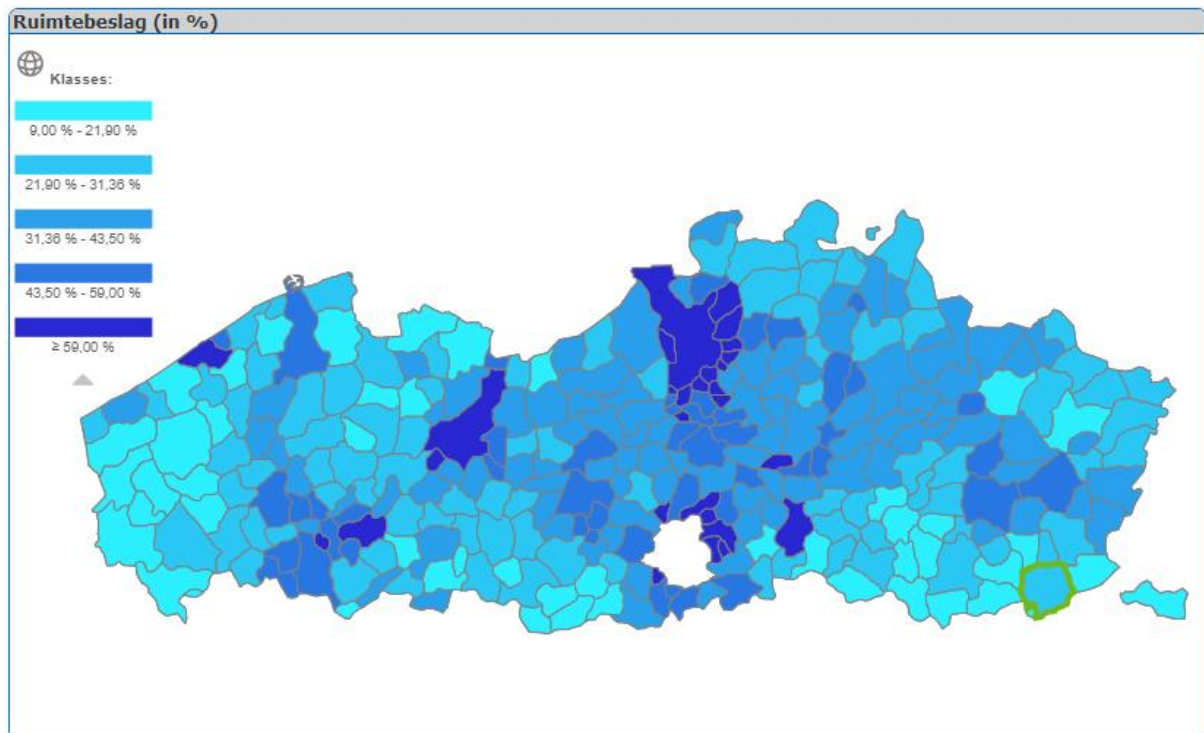 Ruimtebeslag (in %)
Klasses:
9,00 % - 21,90 %
21,90 % - 31,36 %
31,36 % - 43,50 %
43,50 % - 59,00 %
≥ 59,00 %